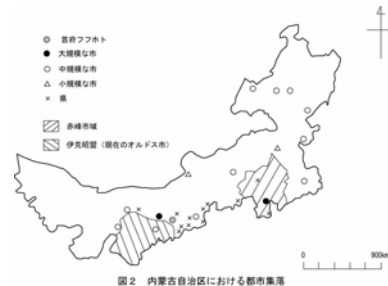 4
首府フフホト
大規模な市
中規模な市
小規模な市
県
赤峰市域
伊克昭盟（現在のオルドス市）
0 900km
図2 内蒙古自治区における都市集落